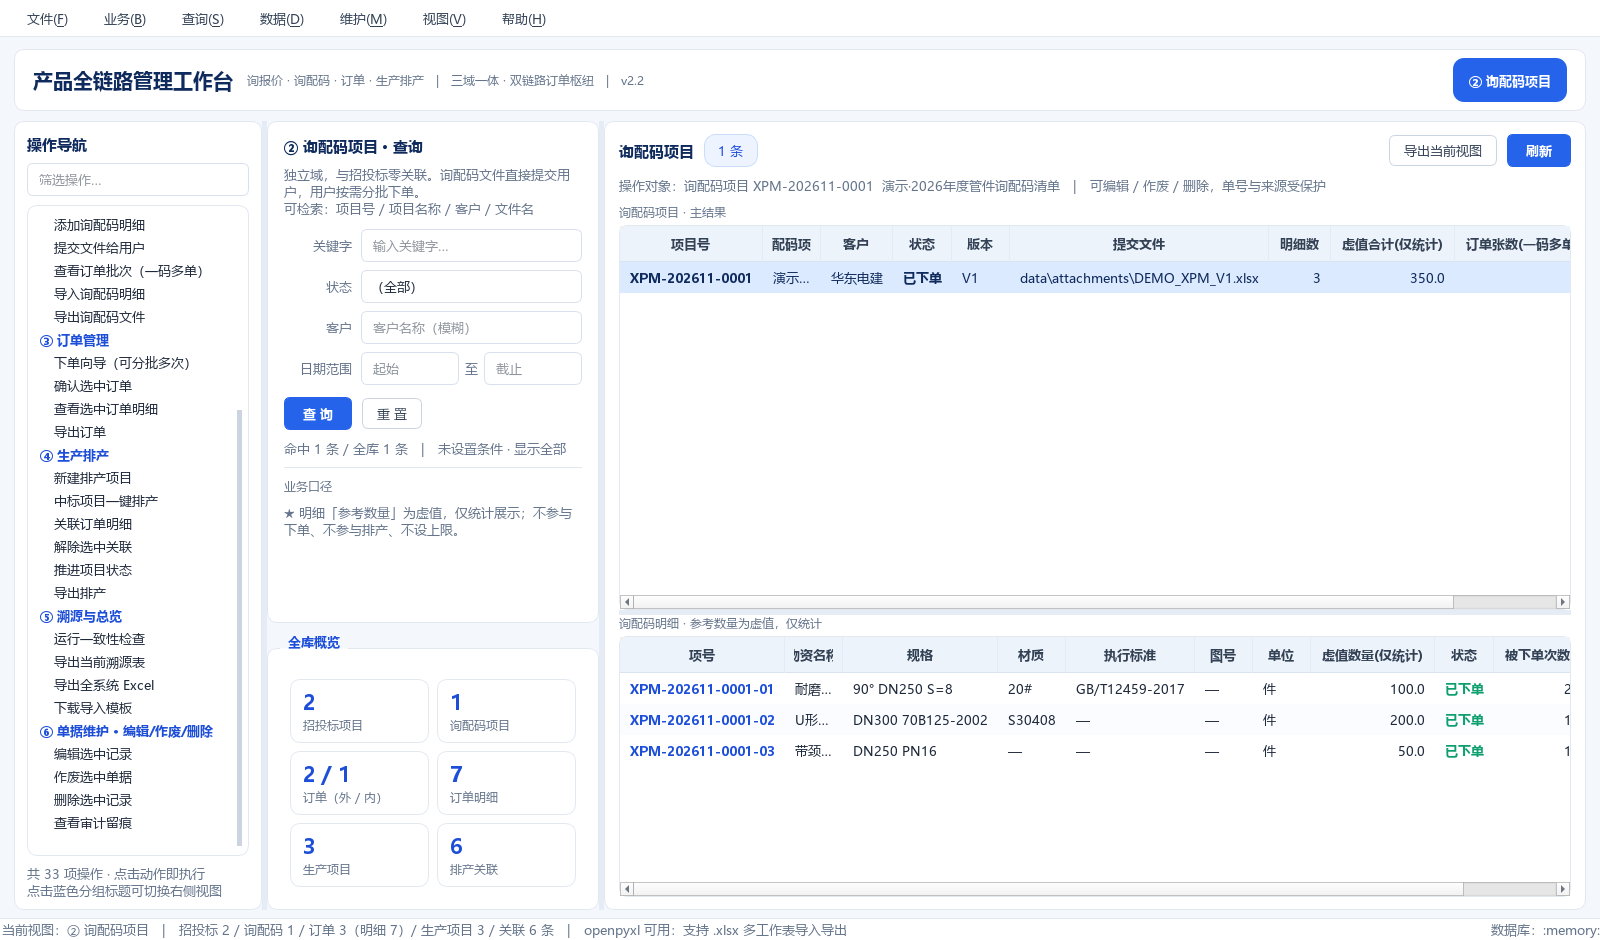 文件(F) 业务(B) 查询(S) 数据(D) 维护(M) 视图(V) 帮助(H)
产品全链路管理工作台 询报价 · 询配码 · 订单 · 生产排产 | 三域一体 · 双链路订单枢纽 | v2.2
② 询配码项目
操作导航
筛选操作...
添加询配码明细
提交文件给用户
查看订单批次（一码多单）
导入询配码明细
导出询配码文件
③ 订单管理
下单向导（可分批多次）
确认选中订单
查看选中订单明细
导出订单
④ 生产排产
新建排产项目
中标项目一键排产
关联订单明细
解除选中关联
推进项目状态
导出排产
⑤ 溯源与总览
运行一致性检查
导出当前溯源表
导出全系统 Excel
下载导入模板
⑥ 单据维护 · 编辑/作废/删除
编辑选中记录
作废选中单据
删除选中记录
查看审计留痕
共 33 项操作 · 点击动作即执行
点击蓝色分组标题可切换右侧视图
② 询配码项目 · 查询
独立域，与招投标零关联。询配码文件直接提交用
户，用户按需分批下单。
可检索：项目号 / 项目名称 / 客户 / 文件名
关键字 输入关键字...
状态 （全部）
客户 客户名称（模糊）
日期范围 起始 至 截止
查 询 重 置
命中 1 条 / 全库 1 条 | 未设置条件 · 显示全部
业务口径
★ 明细「参考数量」为虚值，仅统计展示；不参与
下单、不参与排产、不设上限。
全库概览
2 招投标项目
1 询配码项目
2 / 1 订单（外 / 内）
7 订单明细
3 生产项目
6 排产关联
询配码项目 1 条 导出当前视图 刷新
操作对象：询配码项目 XPM-202611-0001 演示·2026年度管件询配码清单 | 可编辑 / 作废 / 删除，单号与来源受保护
询配码项目 · 主结果
项目号 配码项 客户 状态 版本 提交文件 明细数 虚值合计(仅统计) 订单张数(一码多单
XPM-202611-0001 演示... 华东电建 已下单 V1 data\attachments\DEMO_XPM_V1.xlsx 3 350.0
询配码明细 · 参考数量为虚值，仅统计
项号 物资名称 规格 材质 执行标准 图号 单位 虚值数量(仅统计) 状态 被下单次数
XPM-202611-0001-01 耐磨... 90° DN250 S=8 20# GB/T12459-2017 — 件 100.0 已下单 2
XPM-202611-0001-02 U形... DN300 70B125-2002 S30408 — — 件 200.0 已下单 1
XPM-202611-0001-03 带颈... DN250 PN16 — — — 件 50.0 已下单 1
当前视图：② 询配码项目 | 招投标 2 / 询配码 1 / 订单 3（明细 7）/ 生产项目 3 / 关联 6 条 | openpyxl 可用：支持 .xlsx 多工作表导入导出 数据库：:memory: